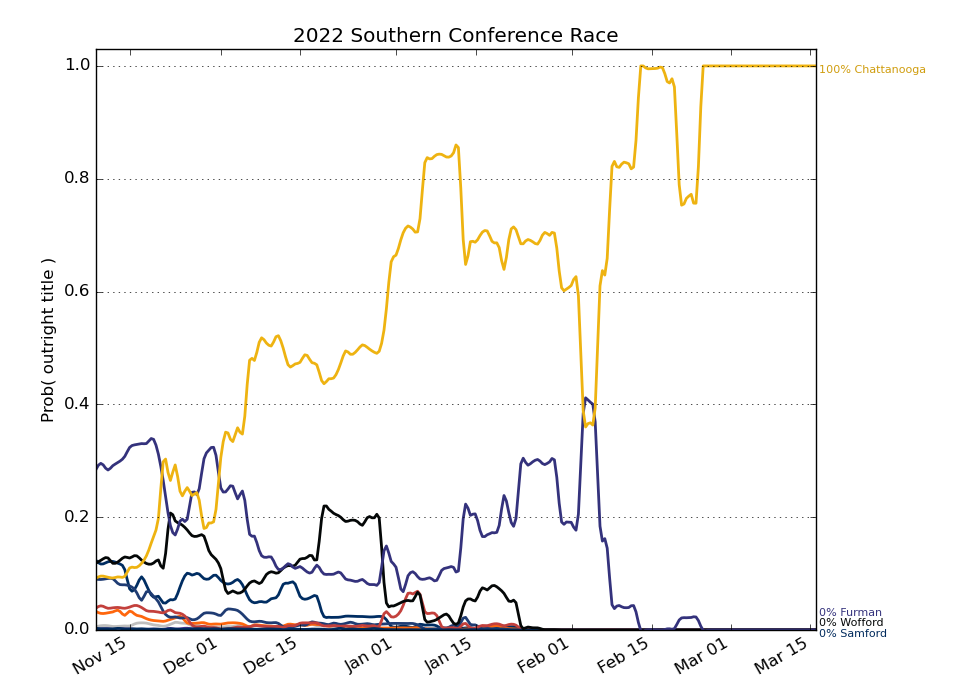 2022 Southern Conference Race
1.0
0.8
0.6
0.4
0.2
0.0
Prob( outright title )
100% Chattanooga
0% Furman
0% Wofford
0% Samford
Nov 15
Dec 01
Dec 15
Jan 01
Jan 15
Feb 01
Feb 15
Mar 01
Mar 15